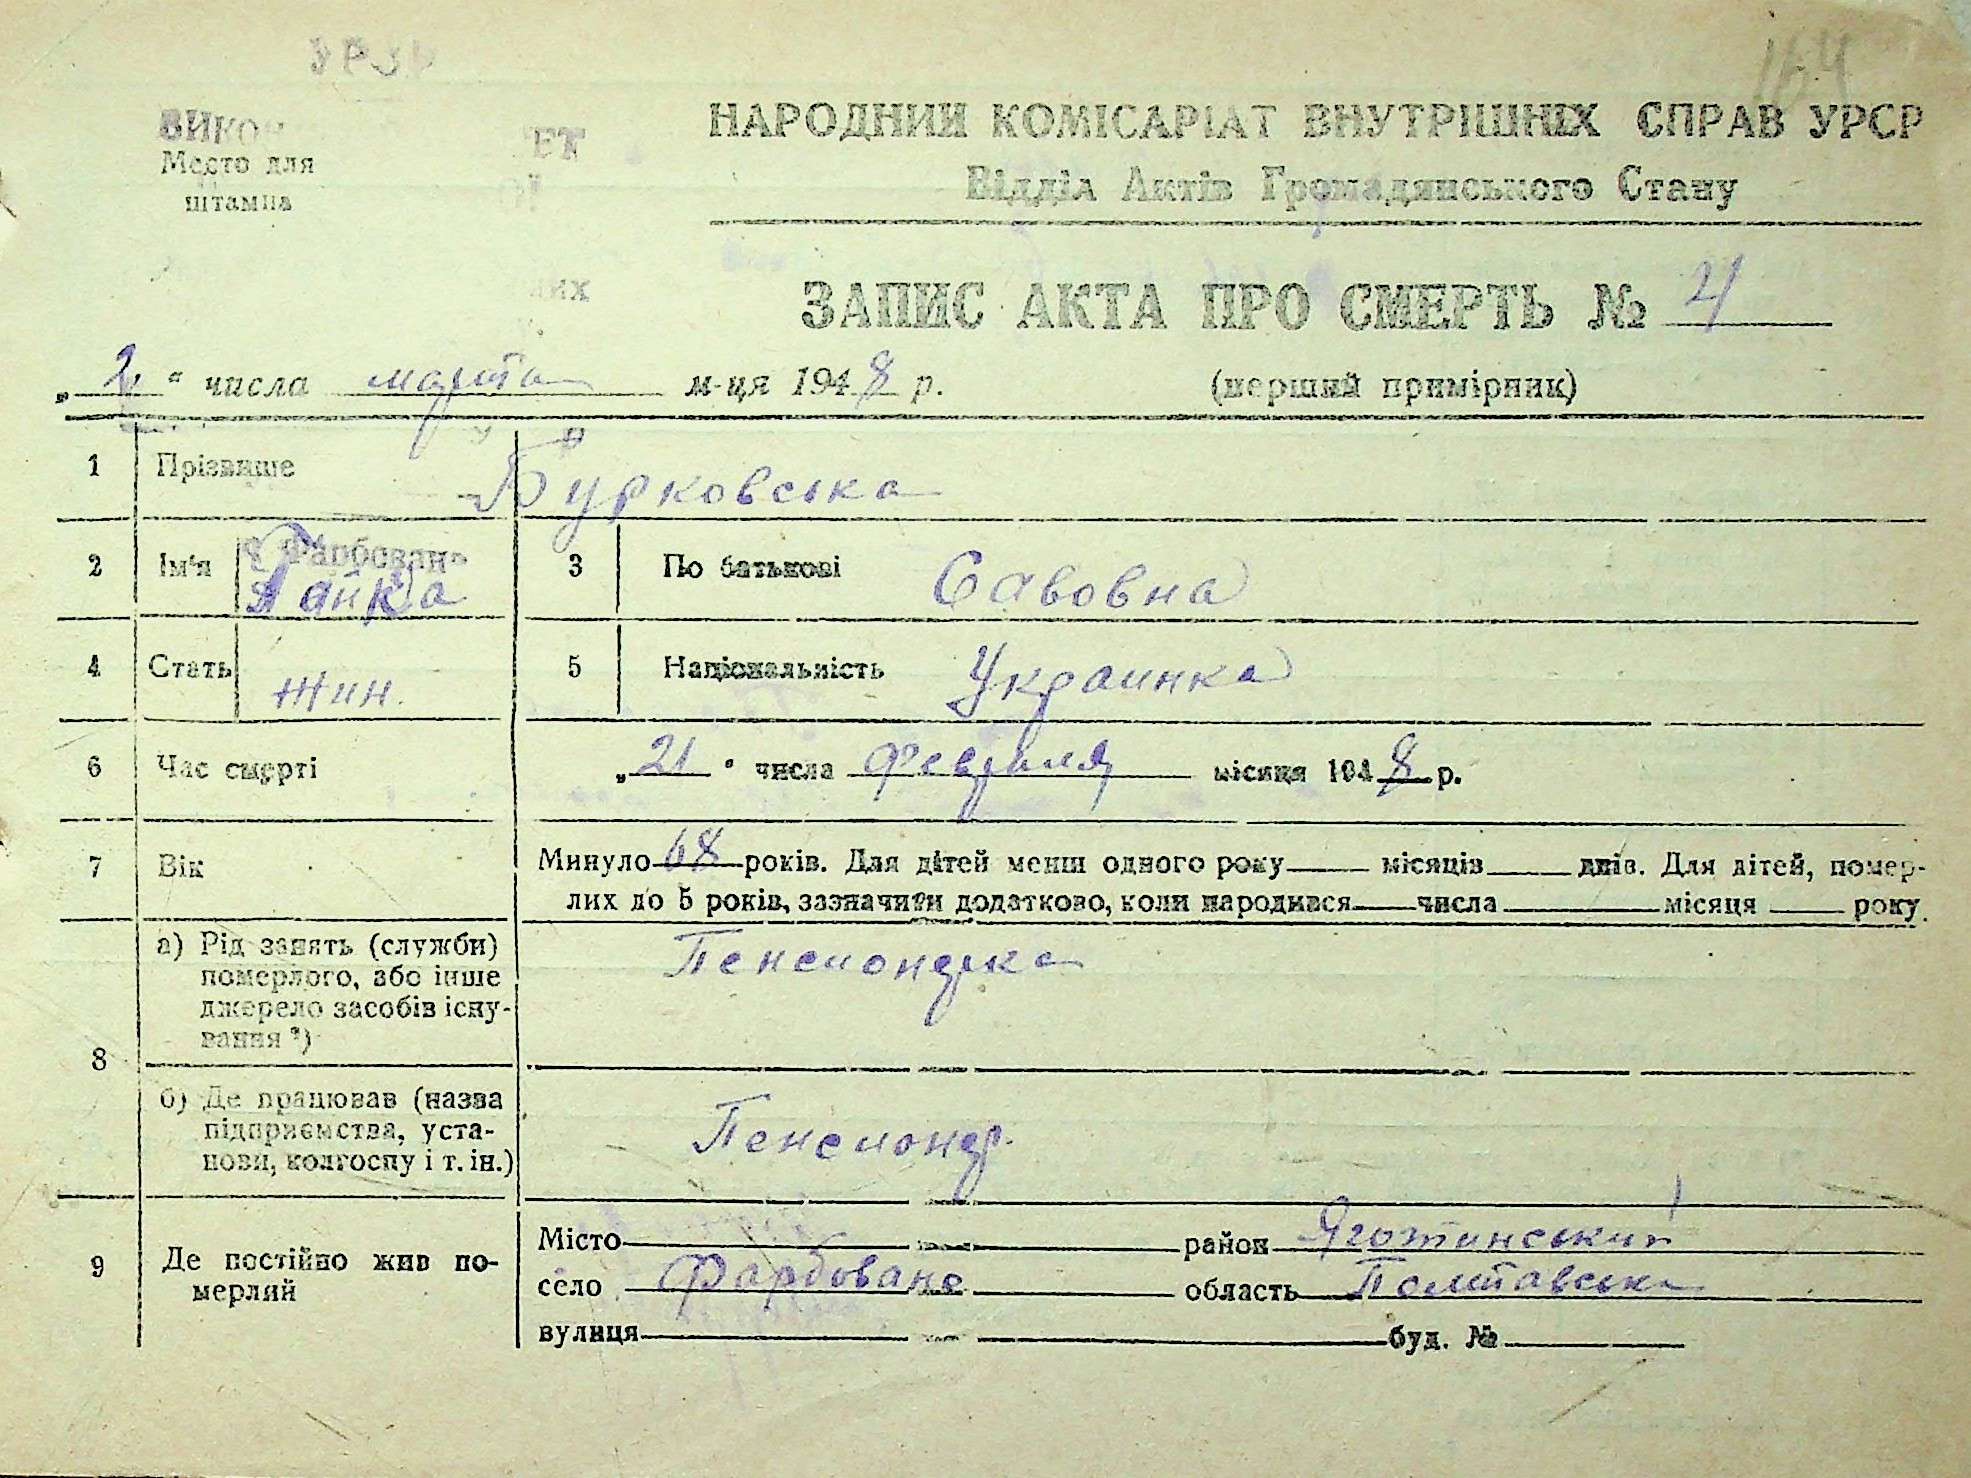 164
НАРОДНИЙ КОМІСАРІАТ ВНУТРІШНІХ СПРАВ УРСР
Место для
штампа
Відділ Актів Громадянського Стану
ЗАПИС АКТА ПРО СМЕРТЬ № 4
„ 2 “ числа марта м-ця 1948 р. (перший примірник)
1 Прізвище Бурковська
2 Ім'я 3 По батькові Савовна
4 Стать жин. 5 Національність Украинка
6 Час смерті „ 21 “ числа февраля місяця 1948 р.
7 Вік Минуло 68 років. Для дітей менш одного року місяців днів. Для дітей, помер-
лих до 5 років, зазначити додатково, коли народився числа місяця року
8 а) Рід занять (служби)
померлого, або інше
джерело засобів існу-
вання *)
Пенсионерка
б) Де працював (назва
підприємства, уста-
нови, колгоспу і т. ін.)
Пенсионер.
9 Де постійно жив по-
мерлий
Місто район Яготинський
село Фарбоване область Полтавська
вулиця буд. №